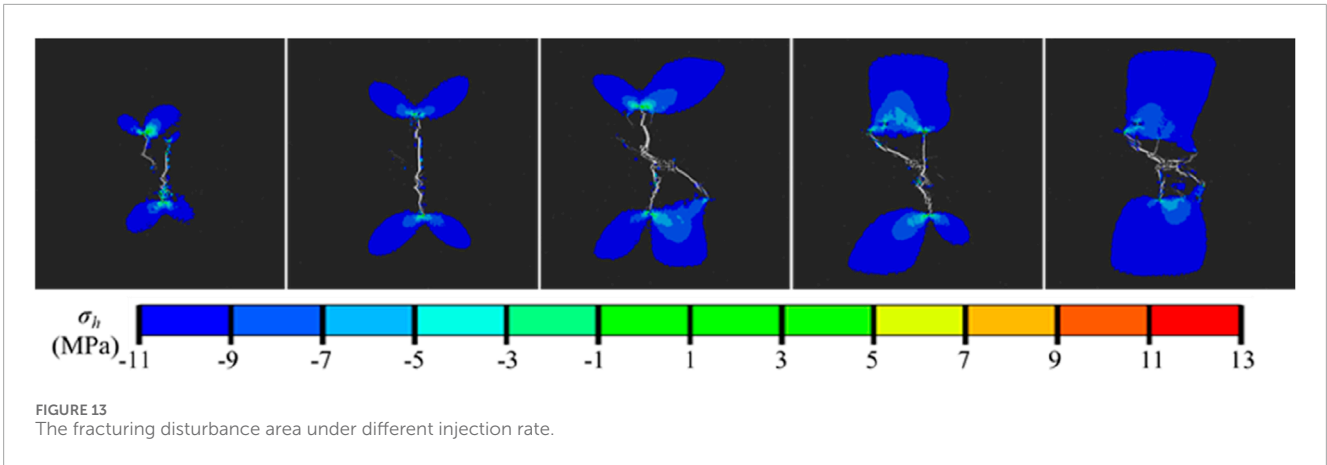 σh
(MPa)
-11 -9 -7 -5 -3 -1 1 3 5 7 9 11 13
FIGURE 13
The fracturing disturbance area under different injection rate.